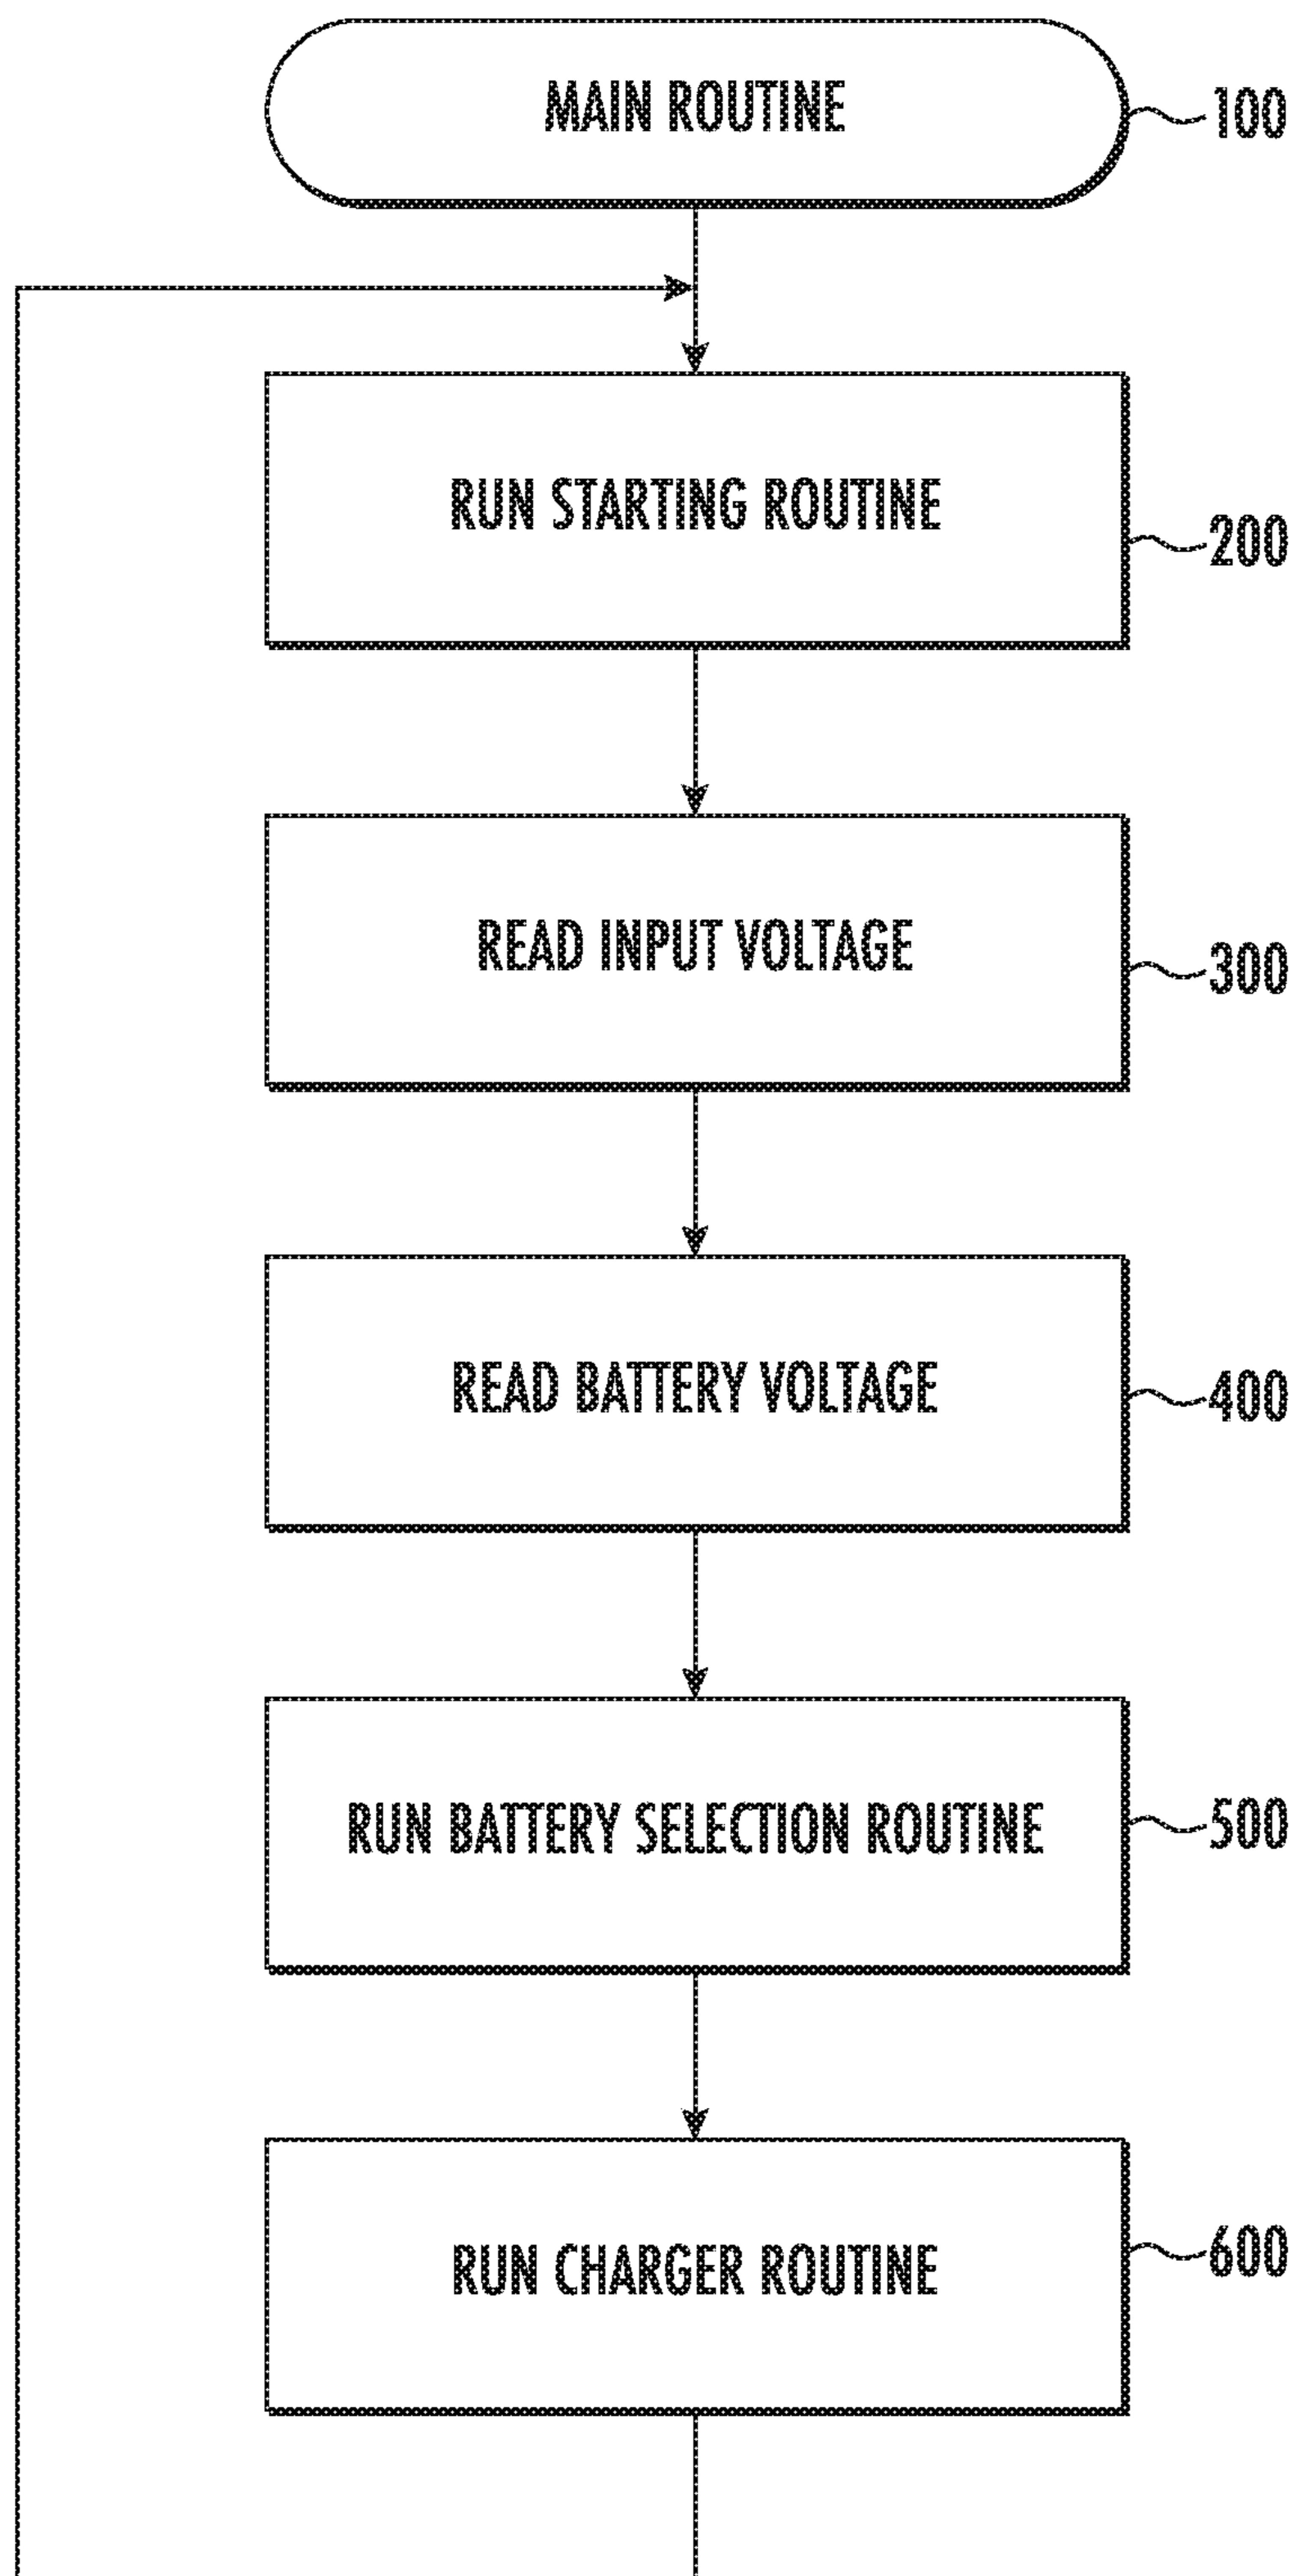 MAIN ROUTINE
100
RUN STARTING ROUTINE
200
READ INPUT VOLTAGE
300
READ BATTERY VOLTAGE
400
RUN BATTERY SELECTION ROUTINE
500
RUN CHARGER ROUTINE
600